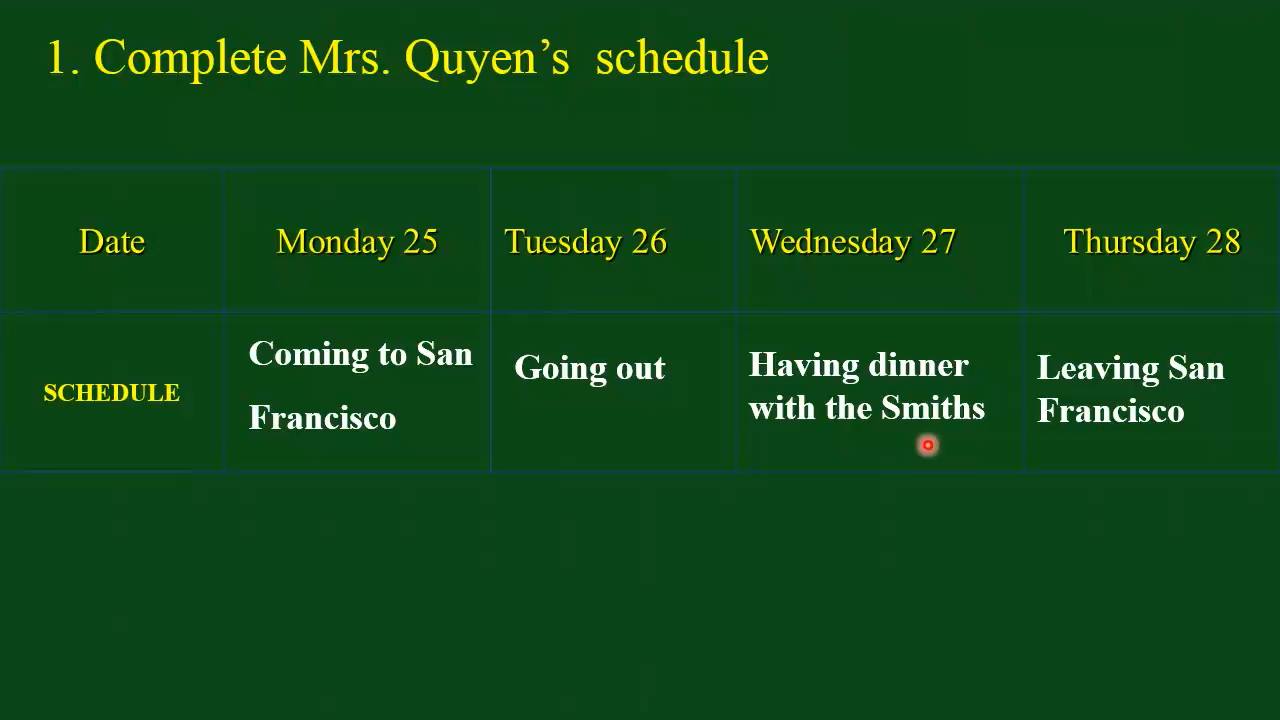 1. Complete Mrs. Quyen’s schedule
Date
Monday 25
Tuesday 26
Wednesday 27
Thursday 28
SCHEDULE
Coming to San
Francisco
Going out
Having dinner
with the Smiths
Leaving San
Francisco